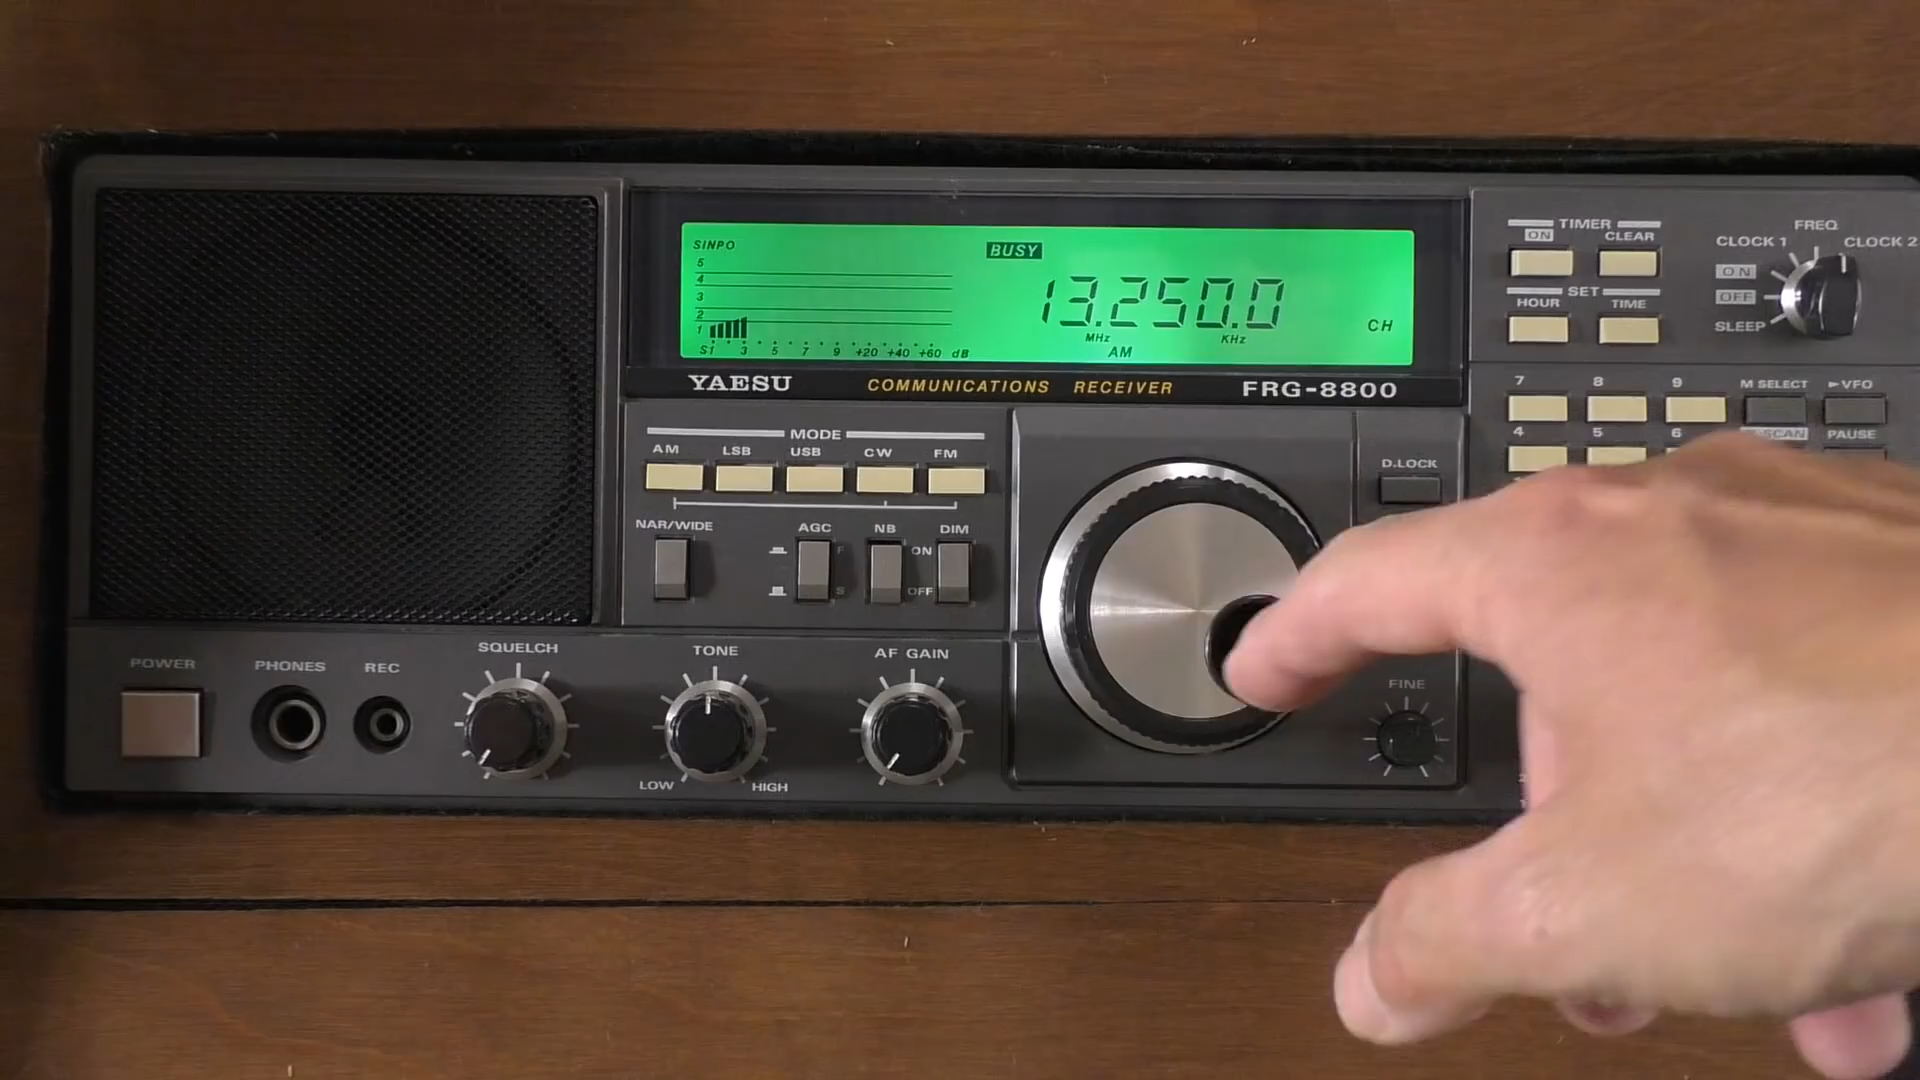 SINPO
5
4
3
2
1
S1 3 5 7 9 +20 +40 +60 dB
BUSY
13.250.0
MHz KHz
AM
CH
YAESU COMMUNICATIONS RECEIVER FRG-8800
MODE
AM LSB USB CW FM
NAR/WIDE AGC NB DIM
F ON
S OFF
D.LOCK
FINE
POWER PHONES REC SQUELCH TONE AF GAIN
LOW HIGH
TIMER
ON CLEAR
SET
HOUR TIME
FREQ
CLOCK 1 CLOCK 2
ON
OFF
SLEEP
7 8 9 M SELECT ►VFO
4 5 6 SCAN PAUSE